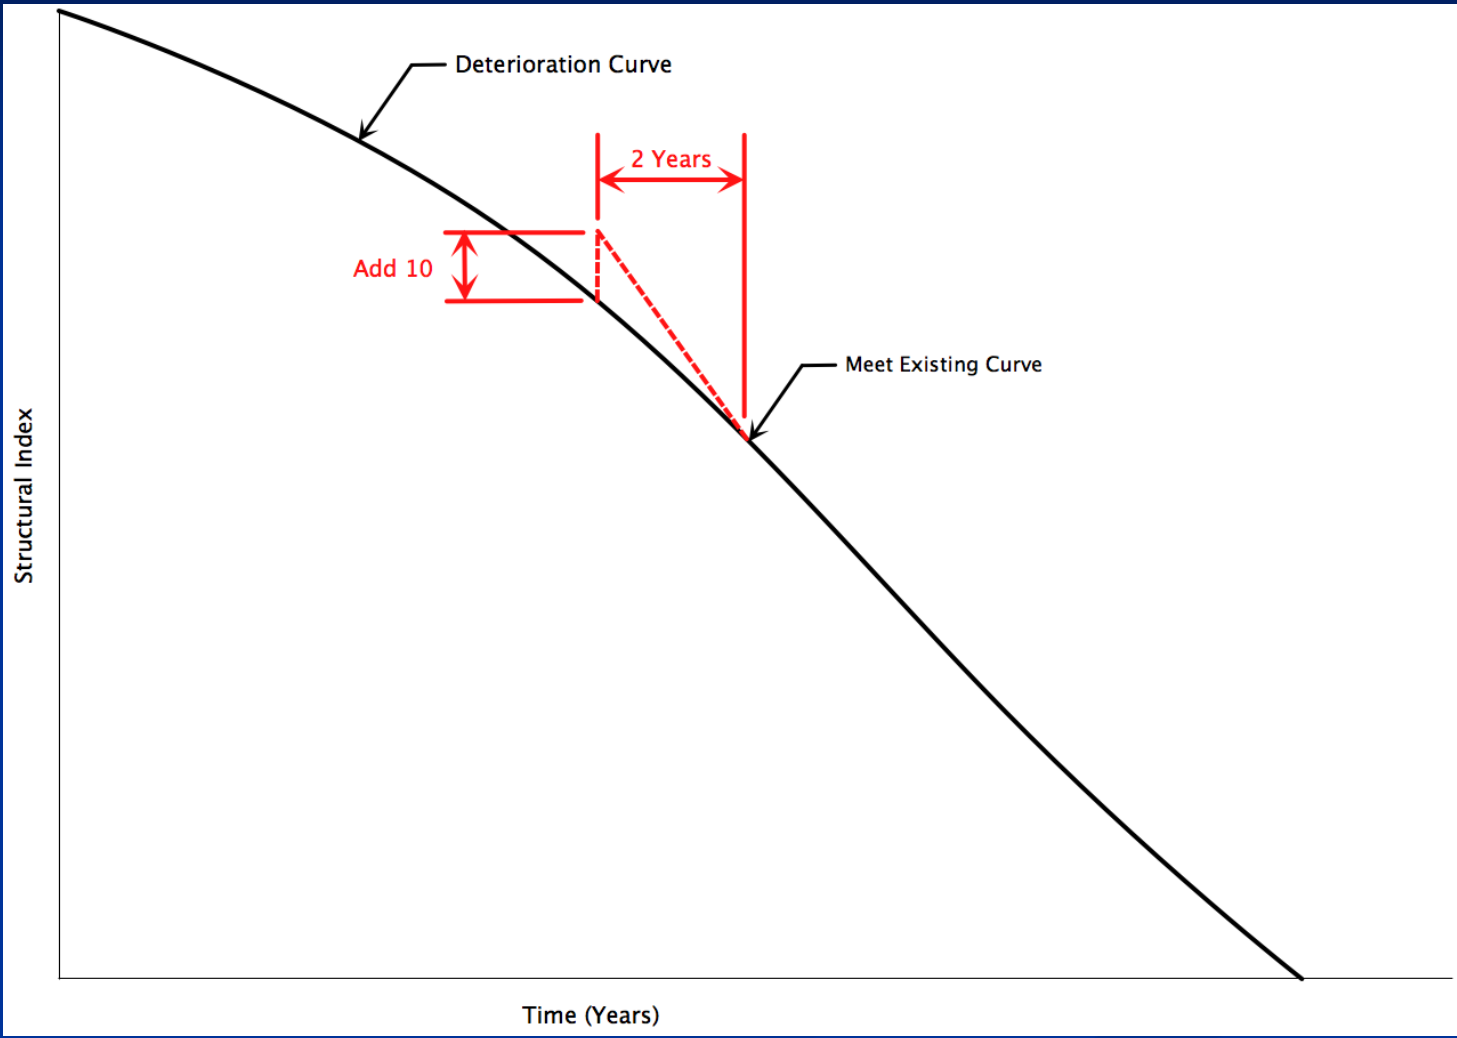 Deterioration Curve
2 Years
Add 10
Meet Existing Curve
Structural Index
Time (Years)